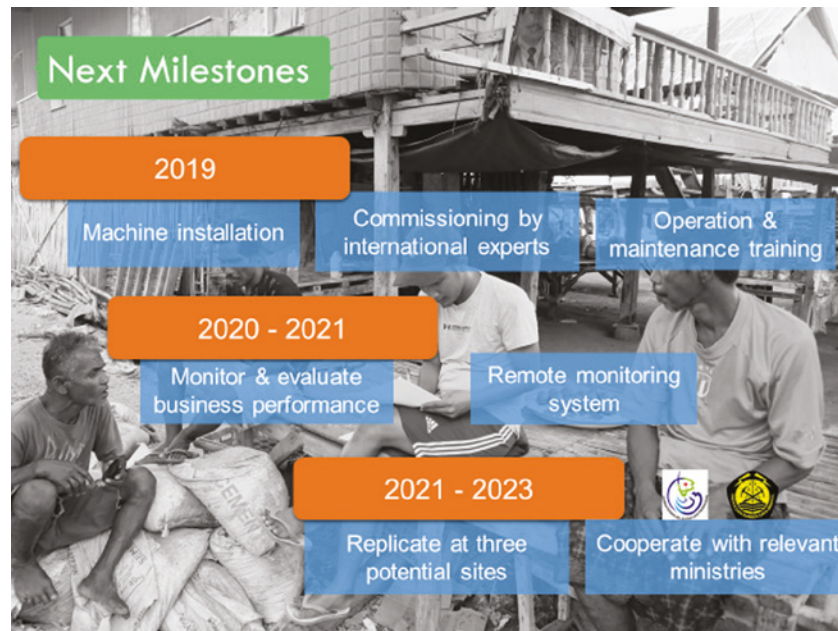 Next Milestones
2019
Machine installation
Commissioning by
international experts
Operation &
maintenance training
2020 - 2021
Monitor & evaluate
business performance
Remote monitoring
system
2021 - 2023
Replicate at three
potential sites
Cooperate with relevant
ministries